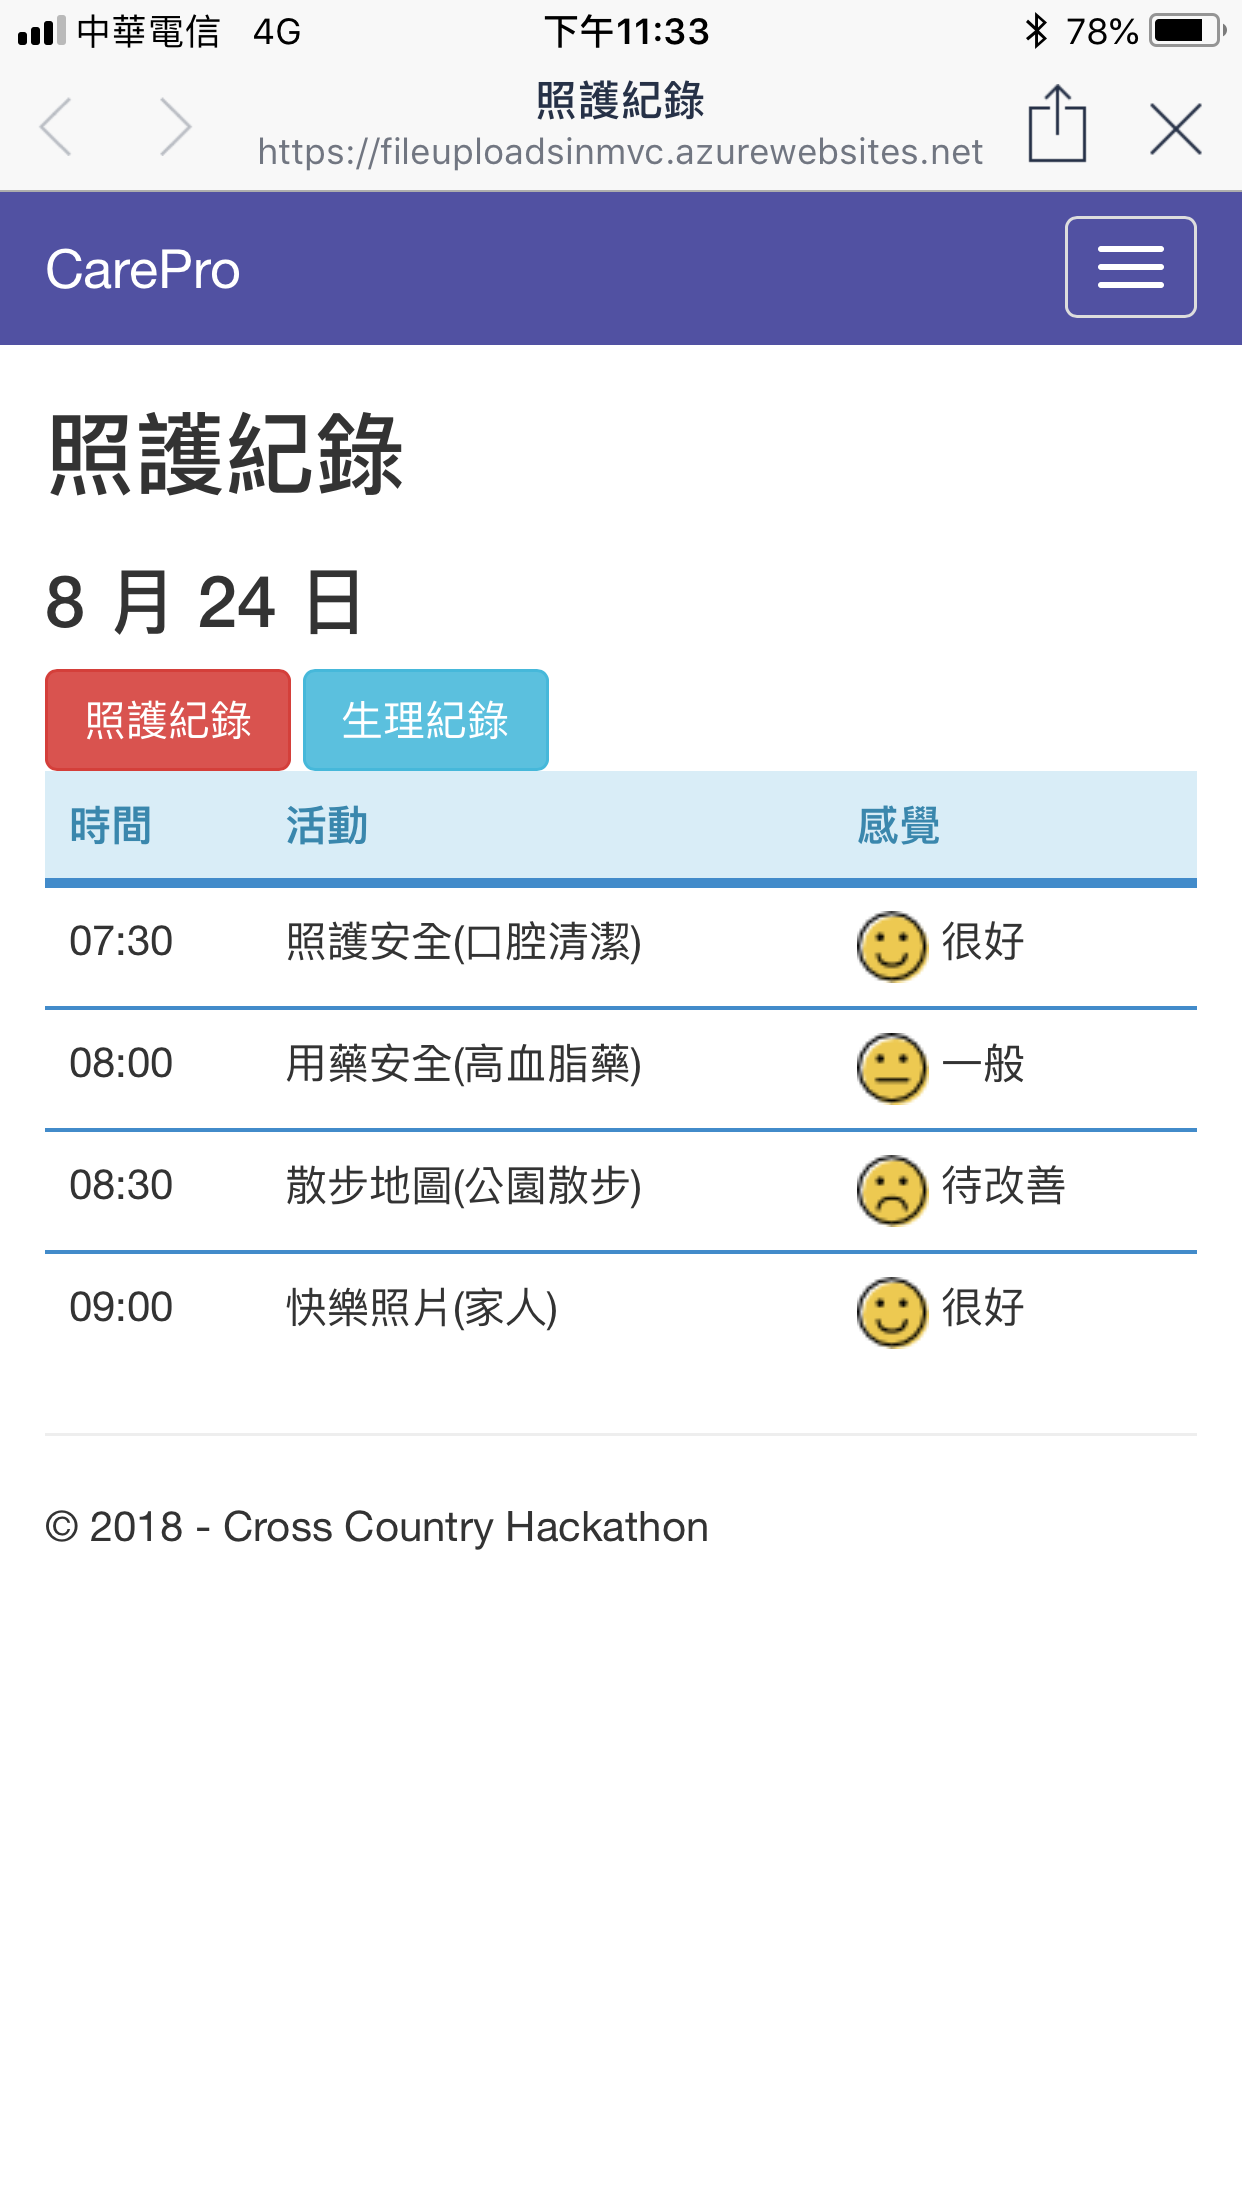 中華電信 4G 下午11:33 78%
照護紀錄
https://fileuploadsinmvc.azurewebsites.net
CarePro
照護紀錄
8 月 24 日
照護紀錄 生理紀錄
時間 活動 感覺
07:30 照護安全(口腔清潔) 很好
08:00 用藥安全(高血脂藥) 一般
08:30 散步地圖(公園散步) 待改善
09:00 快樂照片(家人) 很好
© 2018 - Cross Country Hackathon